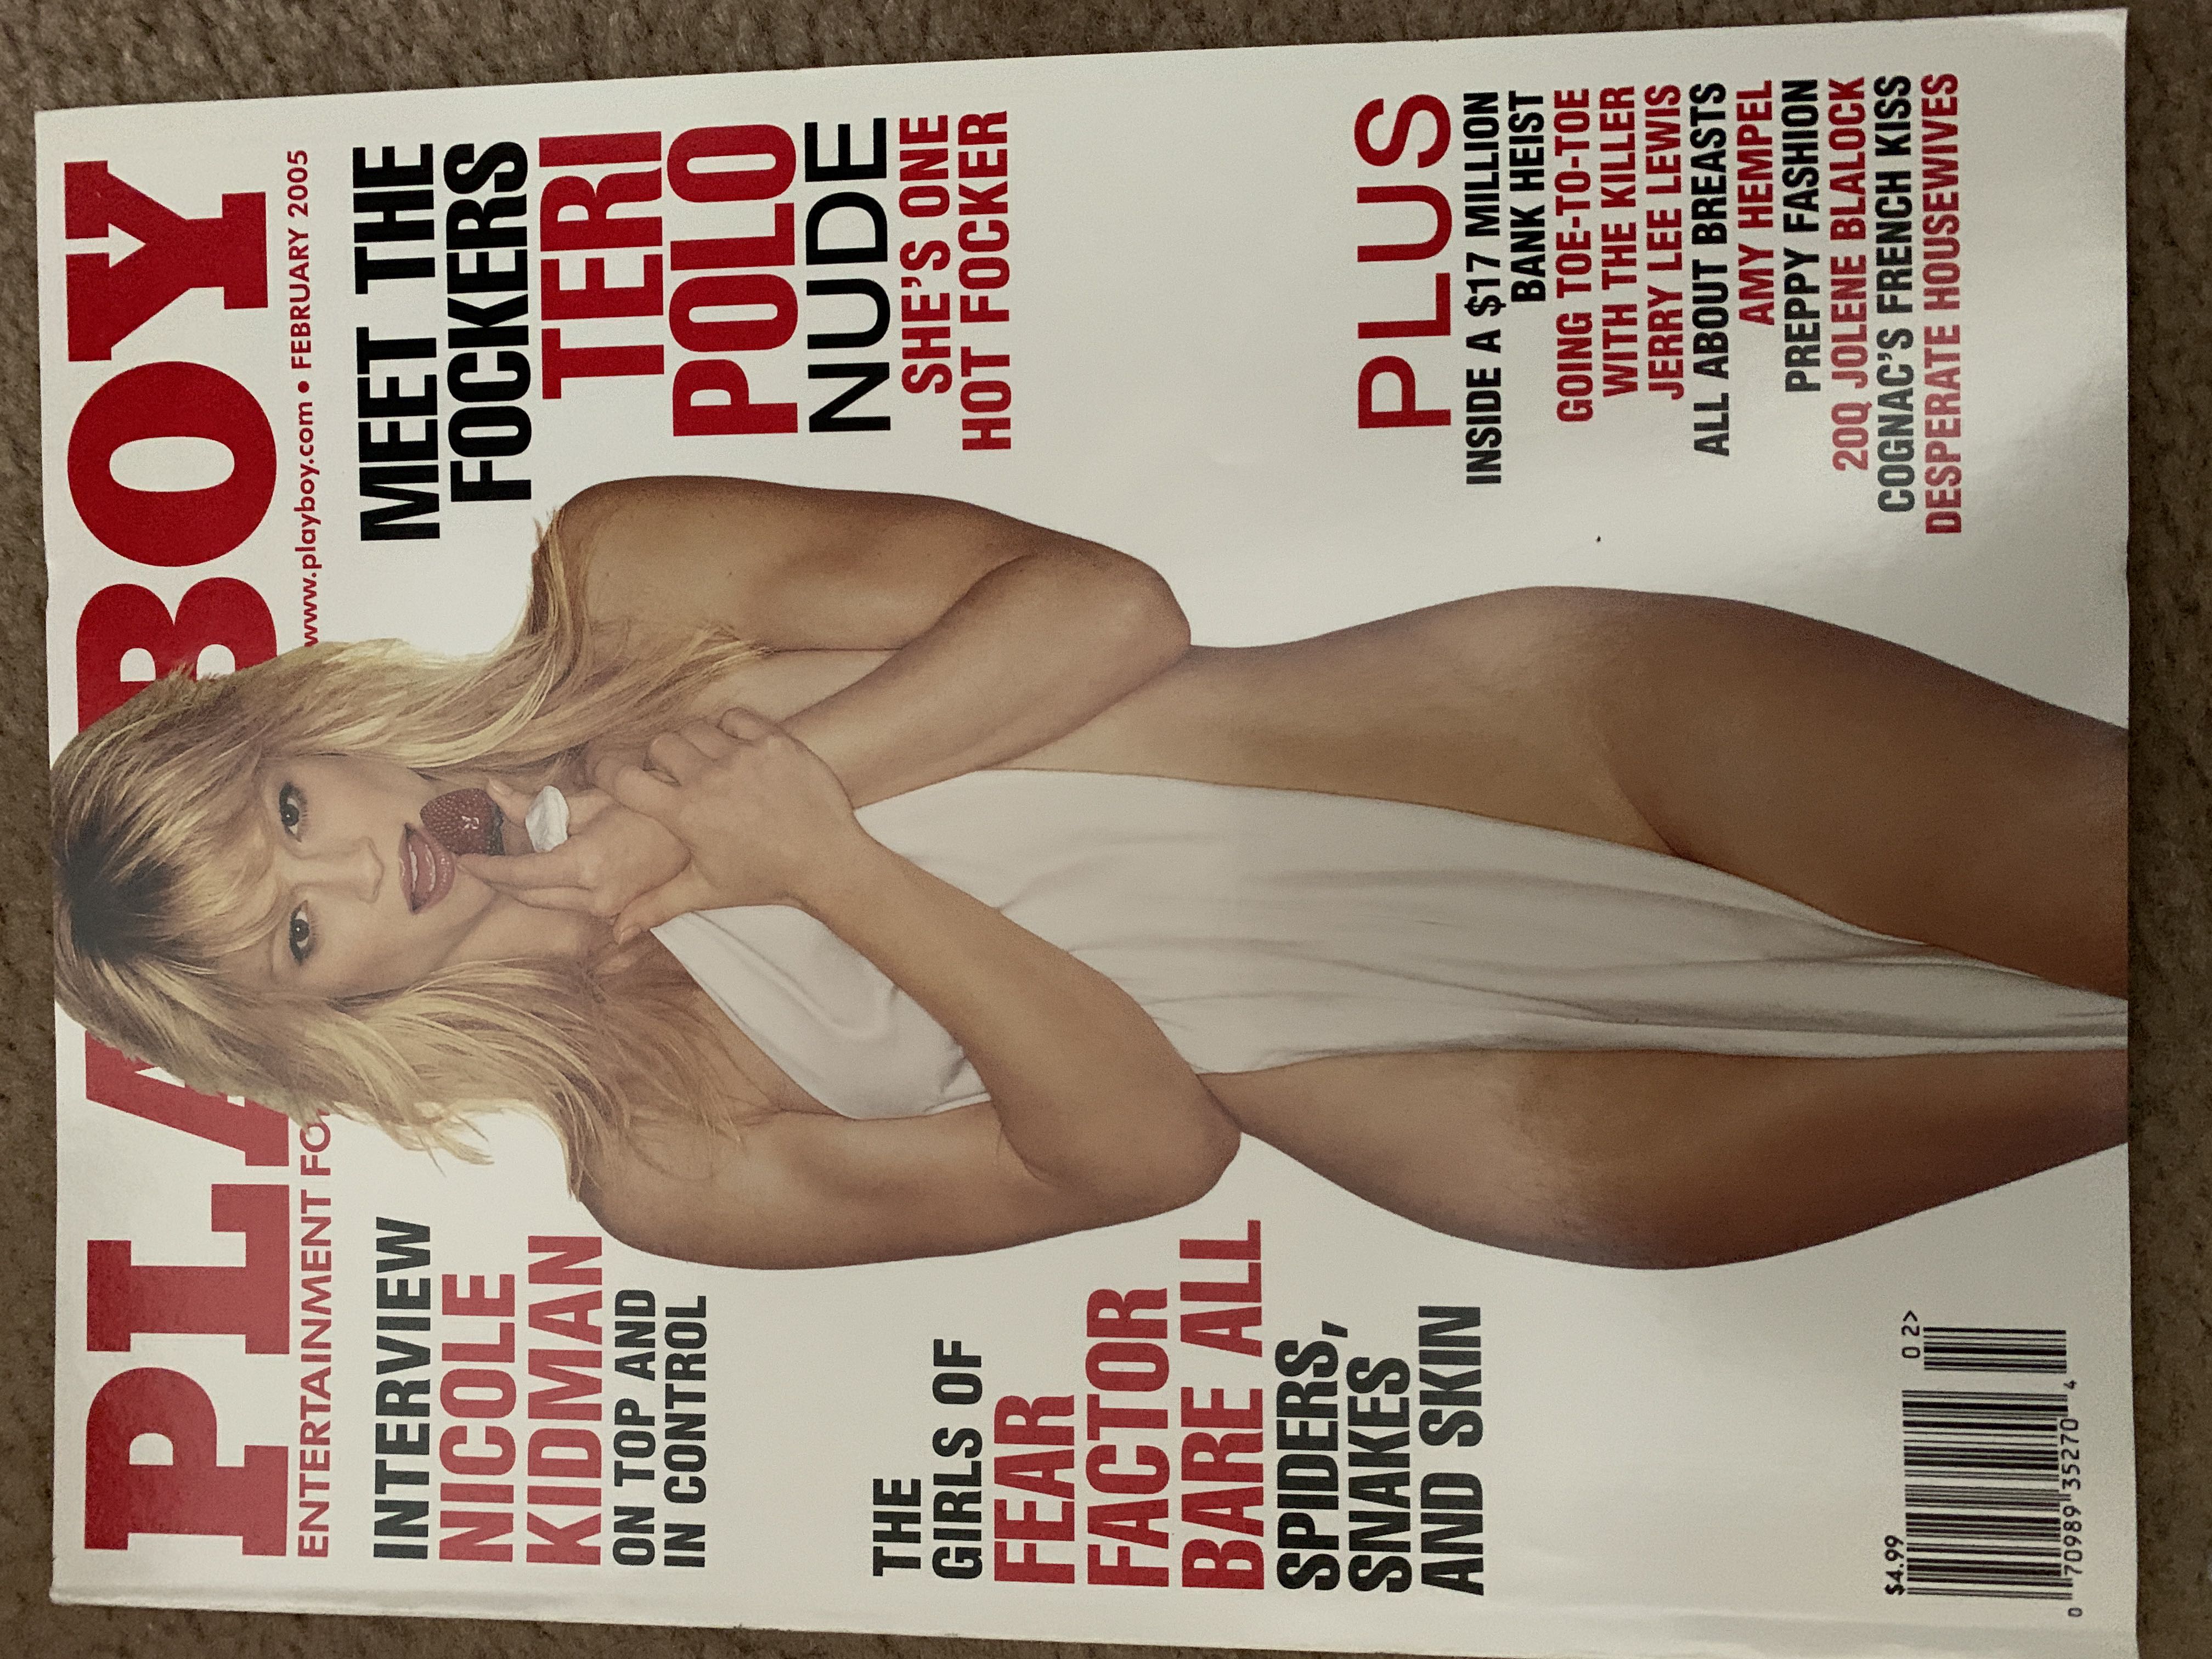 PLAYBOY
ENTERTAINMENT FO
www.playboy.com • FEBRUARY 2005
INTERVIEW
NICOLE
KIDMAN
ON TOP AND
IN CONTROL
THE
GIRLS OF
FEAR
FACTOR
BARE ALL
SPIDERS,
SNAKES
AND SKIN
MEET THE
FOCKERS
TERI
POLO
NUDE
SHE'S ONE
HOT FOCKER
PLUS
INSIDE A $17 MILLION
BANK HEIST
GOING TOE-TO-TOE
WITH THE KILLER
JERRY LEE LEWIS
ALL ABOUT BREASTS
AMY HEMPEL
PREPPY FASHION
20Q JOLENE BLALOCK
COGNAC'S FRENCH KISS
DESPERATE HOUSEWIVES
$4.99
02>
0 70989 35270 4